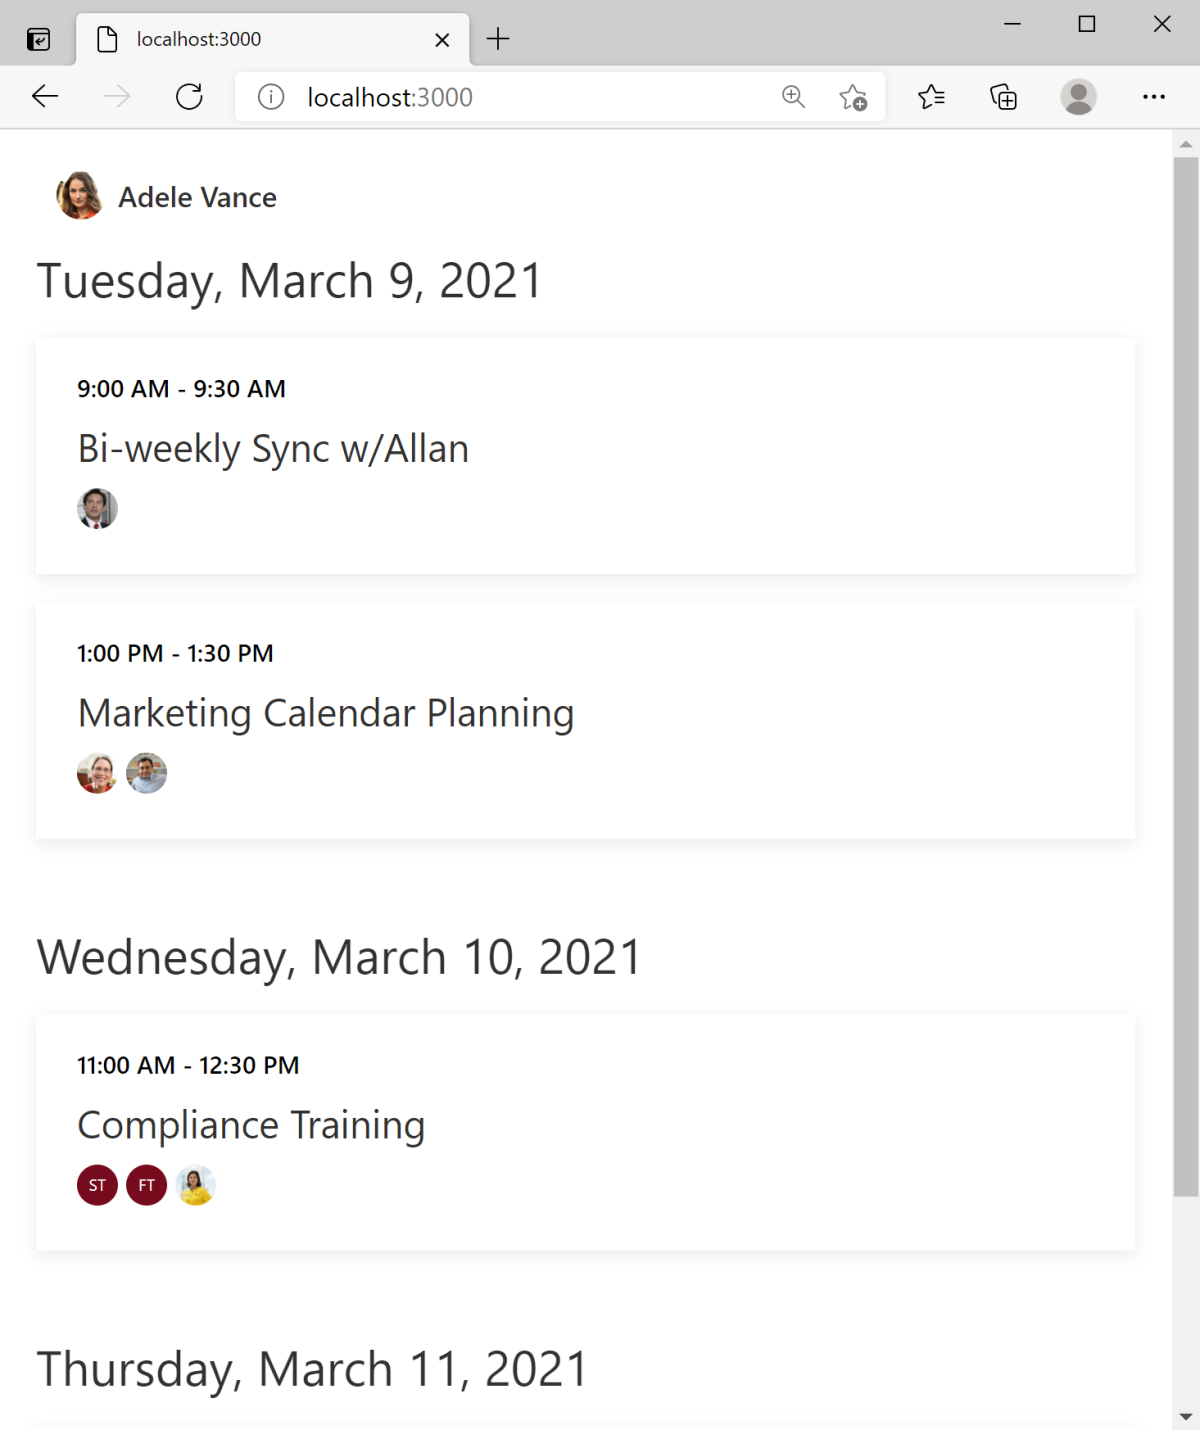 localhost:3000
localhost:3000
Adele Vance
Tuesday, March 9, 2021
9:00 AM - 9:30 AM
Bi-weekly Sync w/Allan
1:00 PM - 1:30 PM
Marketing Calendar Planning
Wednesday, March 10, 2021
11:00 AM - 12:30 PM
Compliance Training
ST FT
Thursday, March 11, 2021